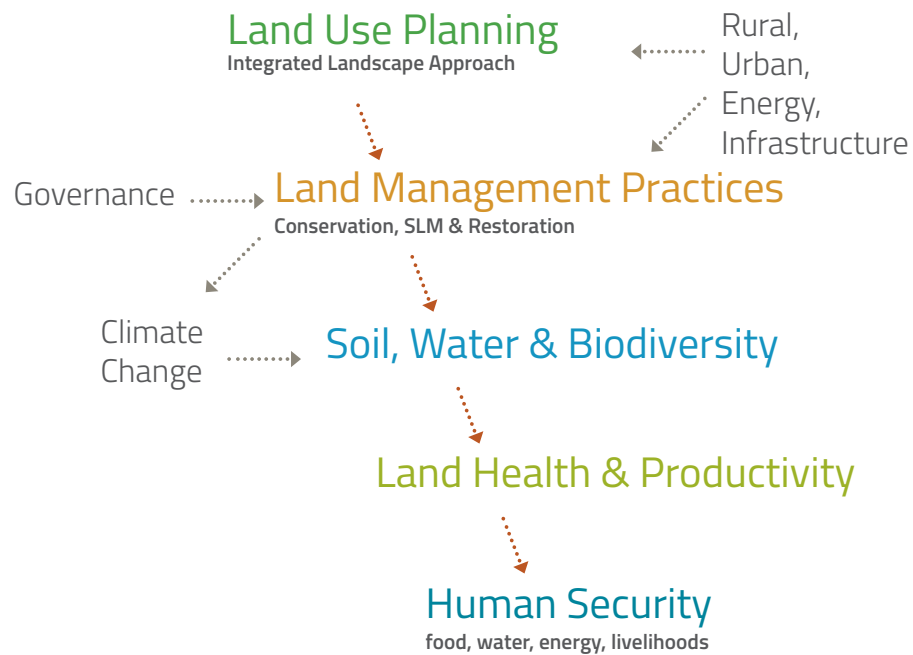 Land Use Planning
Integrated Landscape Approach
Rural,
Urban,
Energy,
Infrastructure
Governance
Land Management Practices
Conservation, SLM & Restoration
Climate
Change
Soil, Water & Biodiversity
Land Health & Productivity
Human Security
food, water, energy, livelihoods